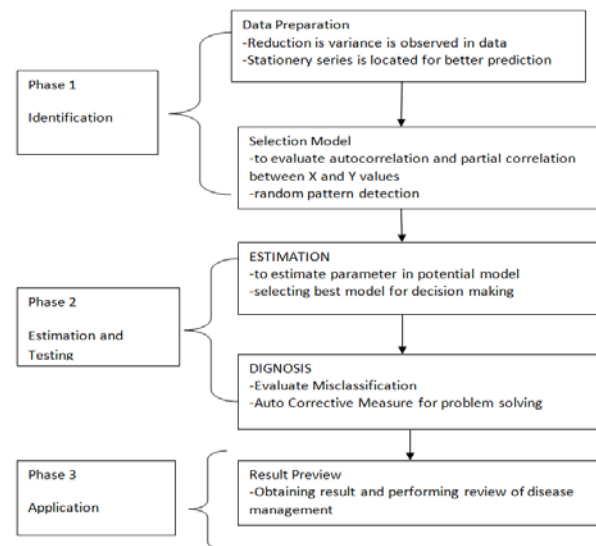 Data Preparation
-Reduction is variance is observed in data
-Stationery series is located for better prediction
Phase 1
Identification
Selection Model
-to evaluate autocorrelation and partial correlation
between X and Y values
-random pattern detection
ESTIMATION
-to estimate parameter in potential model
-selecting best model for decision making
Phase 2
Estimation and
Testing
DIGNOSIS
-Evaluate Misclassification
-Auto Corrective Measure for problem solving
Phase 3
Application
Result Preview
-Obtaining result and performing review of disease
management